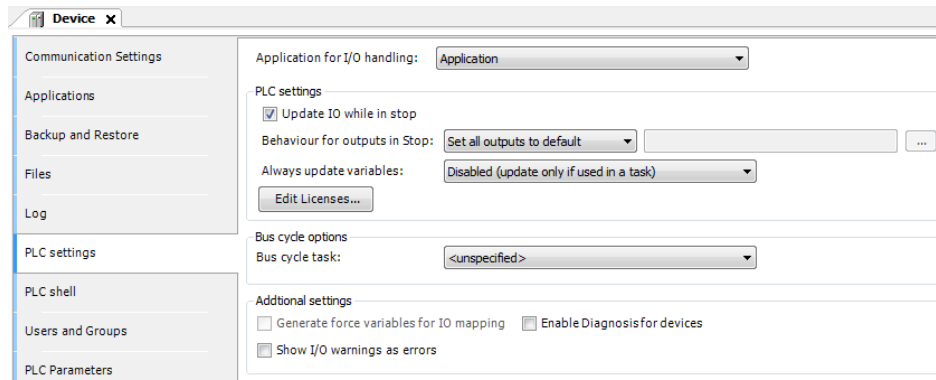 Device X
Communication Settings
Applications
Backup and Restore
Files
Log
PLC settings
PLC shell
Users and Groups
PLC Parameters
Application for I/O handling: Application
PLC settings
Update IO while in stop
Behaviour for outputs in Stop: Set all outputs to default ...
Always update variables: Disabled (update only if used in a task)
Edit Licenses...
Bus cycle options
Bus cycle task: <unspecified>
Addtional settings
Generate force variables for IO mapping Enable Diagnosis for devices
Show I/O warnings as errors